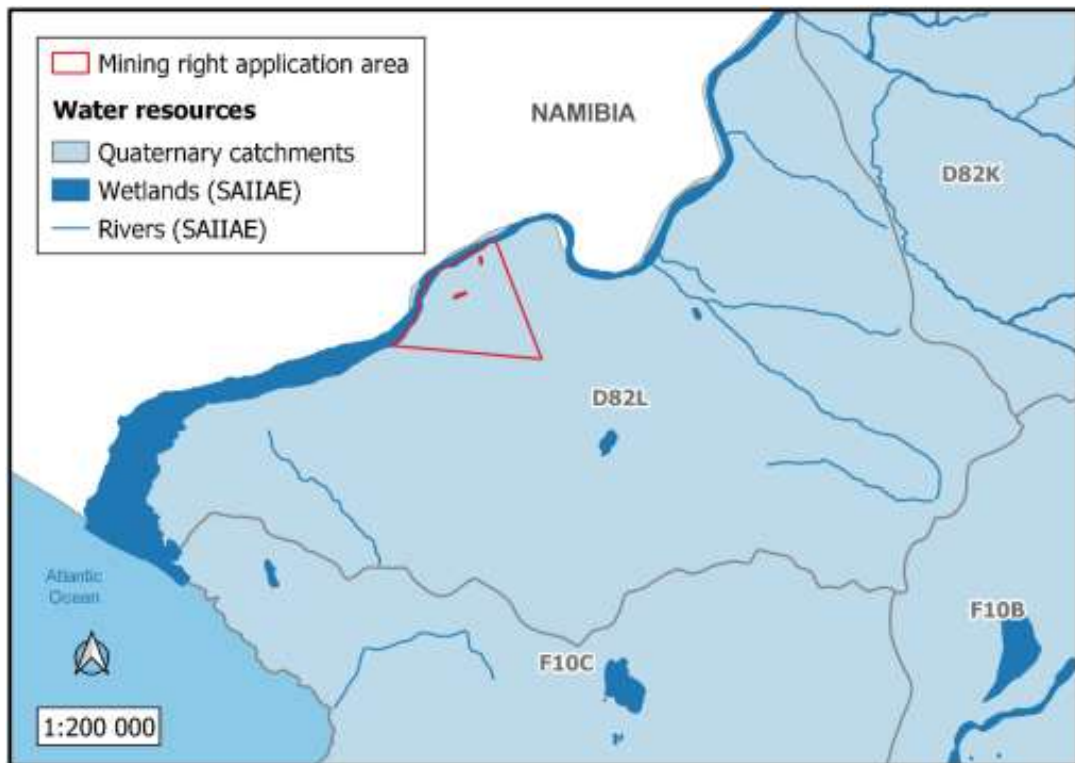 Mining right application area
Water resources
Quaternary catchments
Wetlands (SAIIAE)
Rivers (SAIIAE)
NAMIBIA
D82K
D82L
Atlantic
Ocean
F10B
F10C
1:200 000